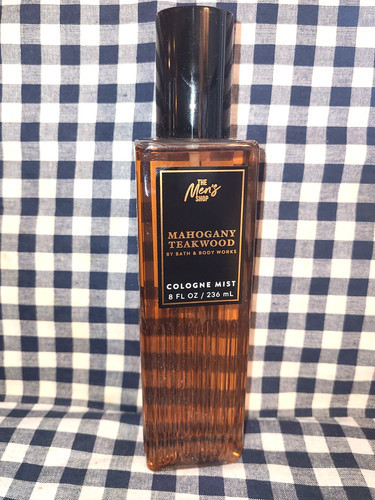 THE
Men's
SHOP
MAHOGANY
TEAKWOOD
BY BATH & BODY WORKS
COLOGNE MIST
8 FL OZ / 236 mL